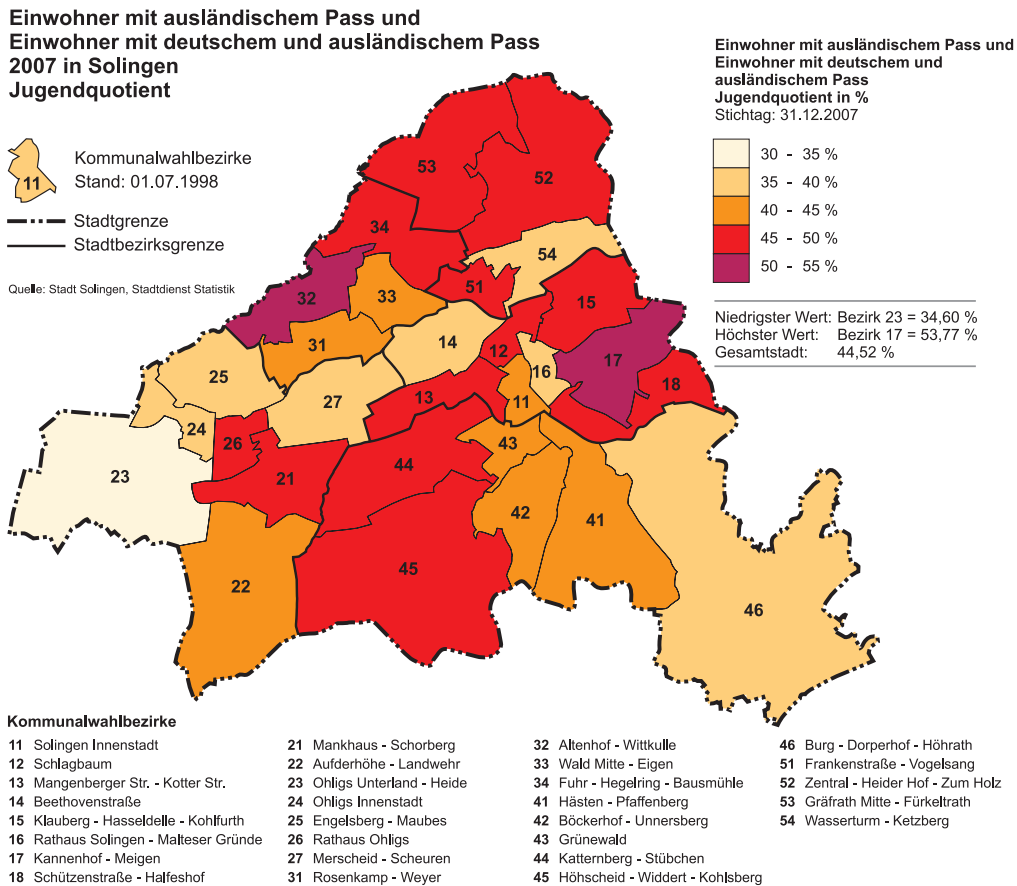 Einwohner mit ausländischem Pass und
Einwohner mit deutschem und ausländischem Pass
2007 in Solingen
Jugendquotient
11
Kommunalwahlbezirke
Stand: 01.07.1998
Stadtgrenze
Stadtbezirksgrenze
Quelle: Stadt Solingen, Stadtdienst Statistik
Einwohner mit ausländischem Pass und
Einwohner mit deutschem und
ausländischem Pass
Jugendquotient in %
Stichtag: 31.12.2007
30 - 35 %
35 - 40 %
40 - 45 %
45 - 50 %
50 - 55 %
Niedrigster Wert: Bezirk 23 = 34,60 %
Höchster Wert: Bezirk 17 = 53,77 %
Gesamtstadt: 44,52 %
53
52
34
54
51
32
33
15
31
14
12
17
25
16
18
27
13
11
24
26
43
23
21
44
42
41
45
22
46
Kommunalwahlbezirke
11 Solingen Innenstadt
12 Schlagbaum
13 Mangenberger Str. - Kotter Str.
14 Beethovenstraße
15 Klauberg - Hasseldelle - Kohlfurth
16 Rathaus Solingen - Malteser Gründe
17 Kannenhof - Meigen
18 Schützenstraße - Halfeshof
21 Mankhaus - Schorberg
22 Aufderhöhe - Landwehr
23 Ohligs Unterland - Heide
24 Ohligs Innenstadt
25 Engelsberg - Maubes
26 Rathaus Ohligs
27 Merscheid - Scheuren
31 Rosenkamp - Weyer
32 Altenhof - Wittkulle
33 Wald Mitte - Eigen
34 Fuhr - Hegelring - Bausmühle
41 Hästen - Pfaffenberg
42 Böckerhof - Unnersberg
43 Grünewald
44 Katternberg - Stübchen
45 Höhscheid - Widdert - Kohlsberg
46 Burg - Dorperhof - Höhrath
51 Frankenstraße - Vogelsang
52 Zentral - Heider Hof - Zum Holz
53 Gräfrath Mitte - Fürkeltrath
54 Wasserturm - Ketzberg